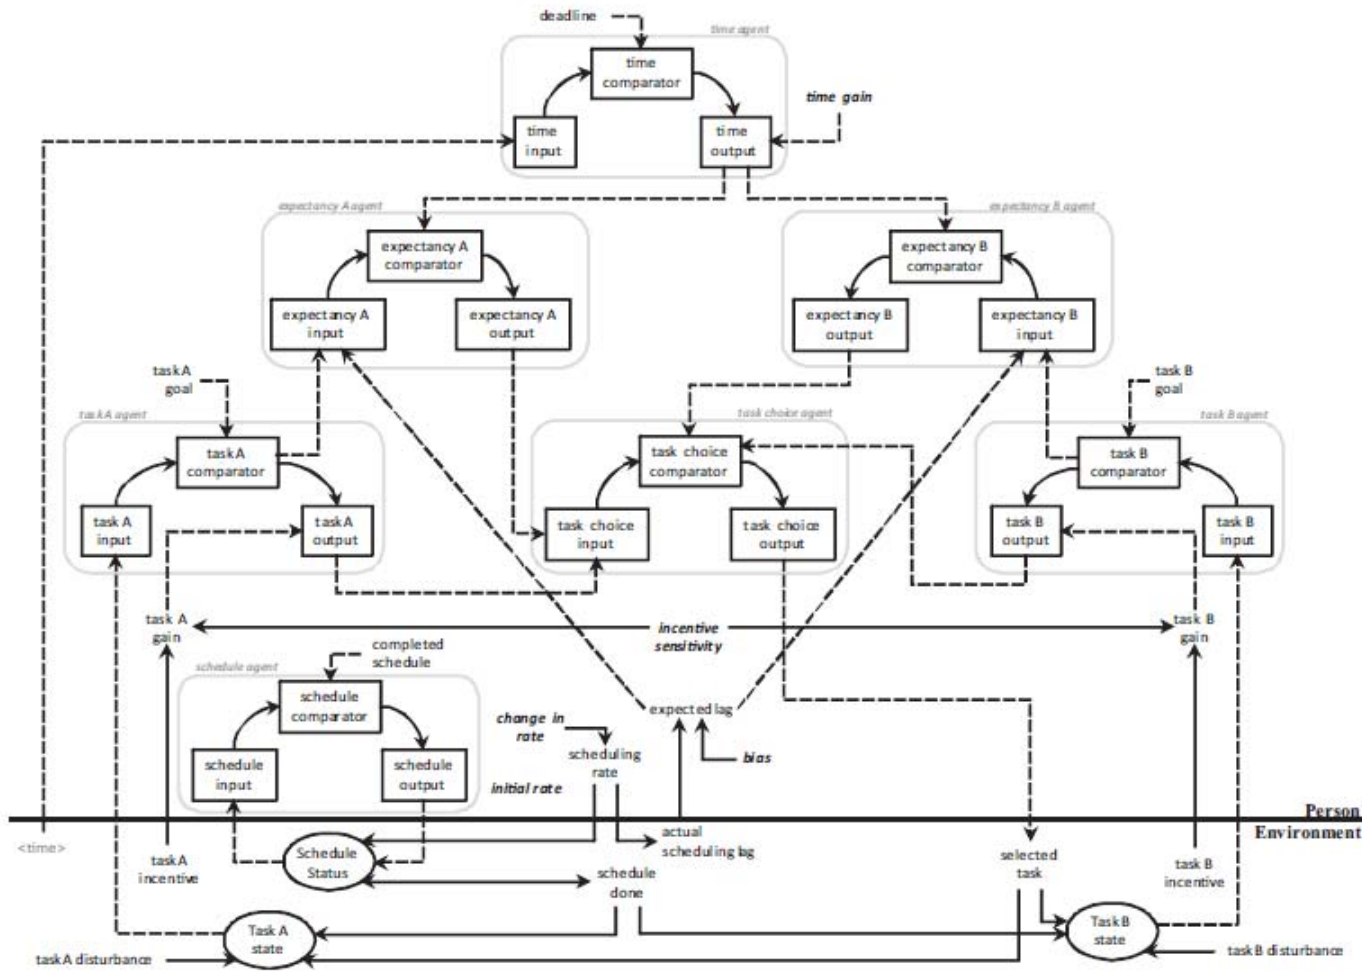 deadline
time agent
time
comparator
time gain
time
input
time
output
expectancy A agent
expectancy B agent
expectancy A
comparator
expectancy B
comparator
expectancy A
input
expectancy A
output
expectancy B
output
expectancy B
input
task A
goal
task B
goal
task A agent
task choice agent
task B agent
task A
comparator
task choice
comparator
task B
comparator
task A
input
task A
output
task choice
input
task choice
output
task B
output
task B
input
task A
gain
incentive
sensitivity
task B
gain
completed
schedule
schedule agent
schedule
comparator
change in
rate
expected lag
schedule
input
schedule
output
scheduling
rate
bias
initial rate
Person
Environment
<time>
task A
incentive
Schedule
Status
actual
scheduling lag
schedule
done
selected
task
task B
incentive
Task A
state
Task B
state
task A disturbance
task B disturbance